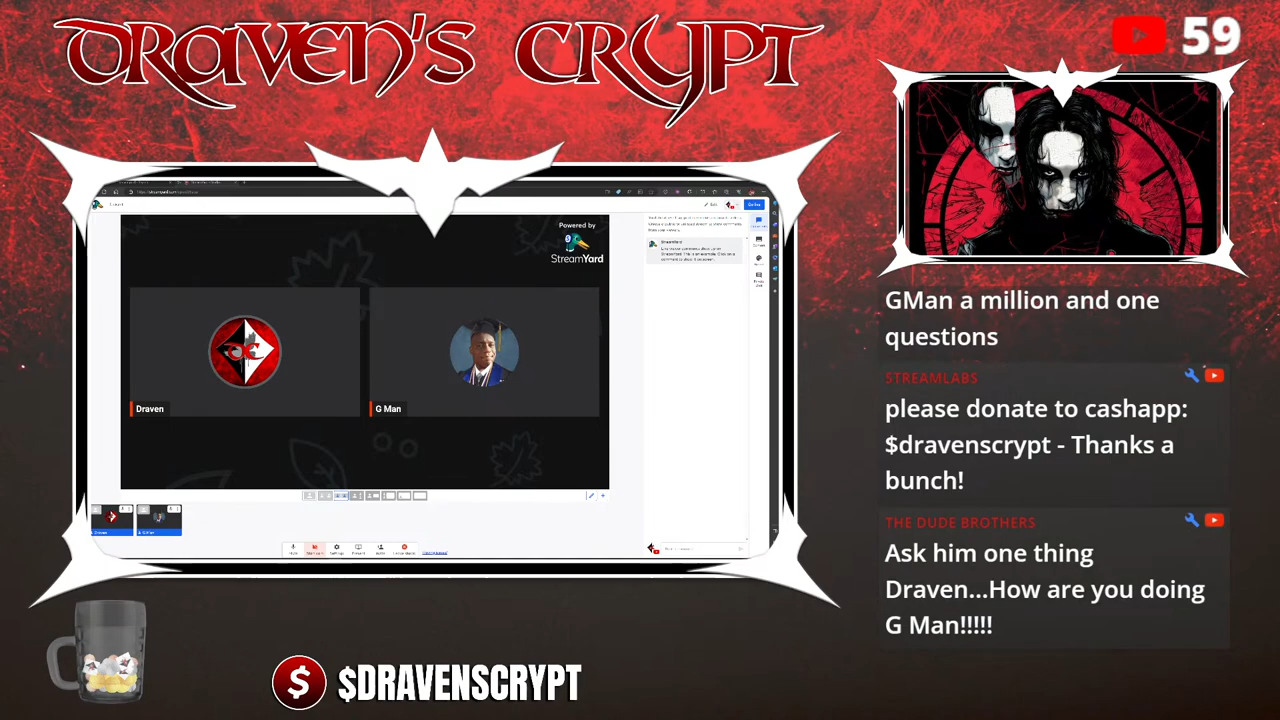 DRAVEN'S CRYPT
59
Powered by
StreamYard
Draven
G Man
GMan a million and one
questions
STREAMLABS
please donate to cashapp:
$dravenscrypt - Thanks a
bunch!
THE DUDE BROTHERS
Ask him one thing
Draven...How are you doing
G Man!!!!!
$
$DRAVENSCRYPT